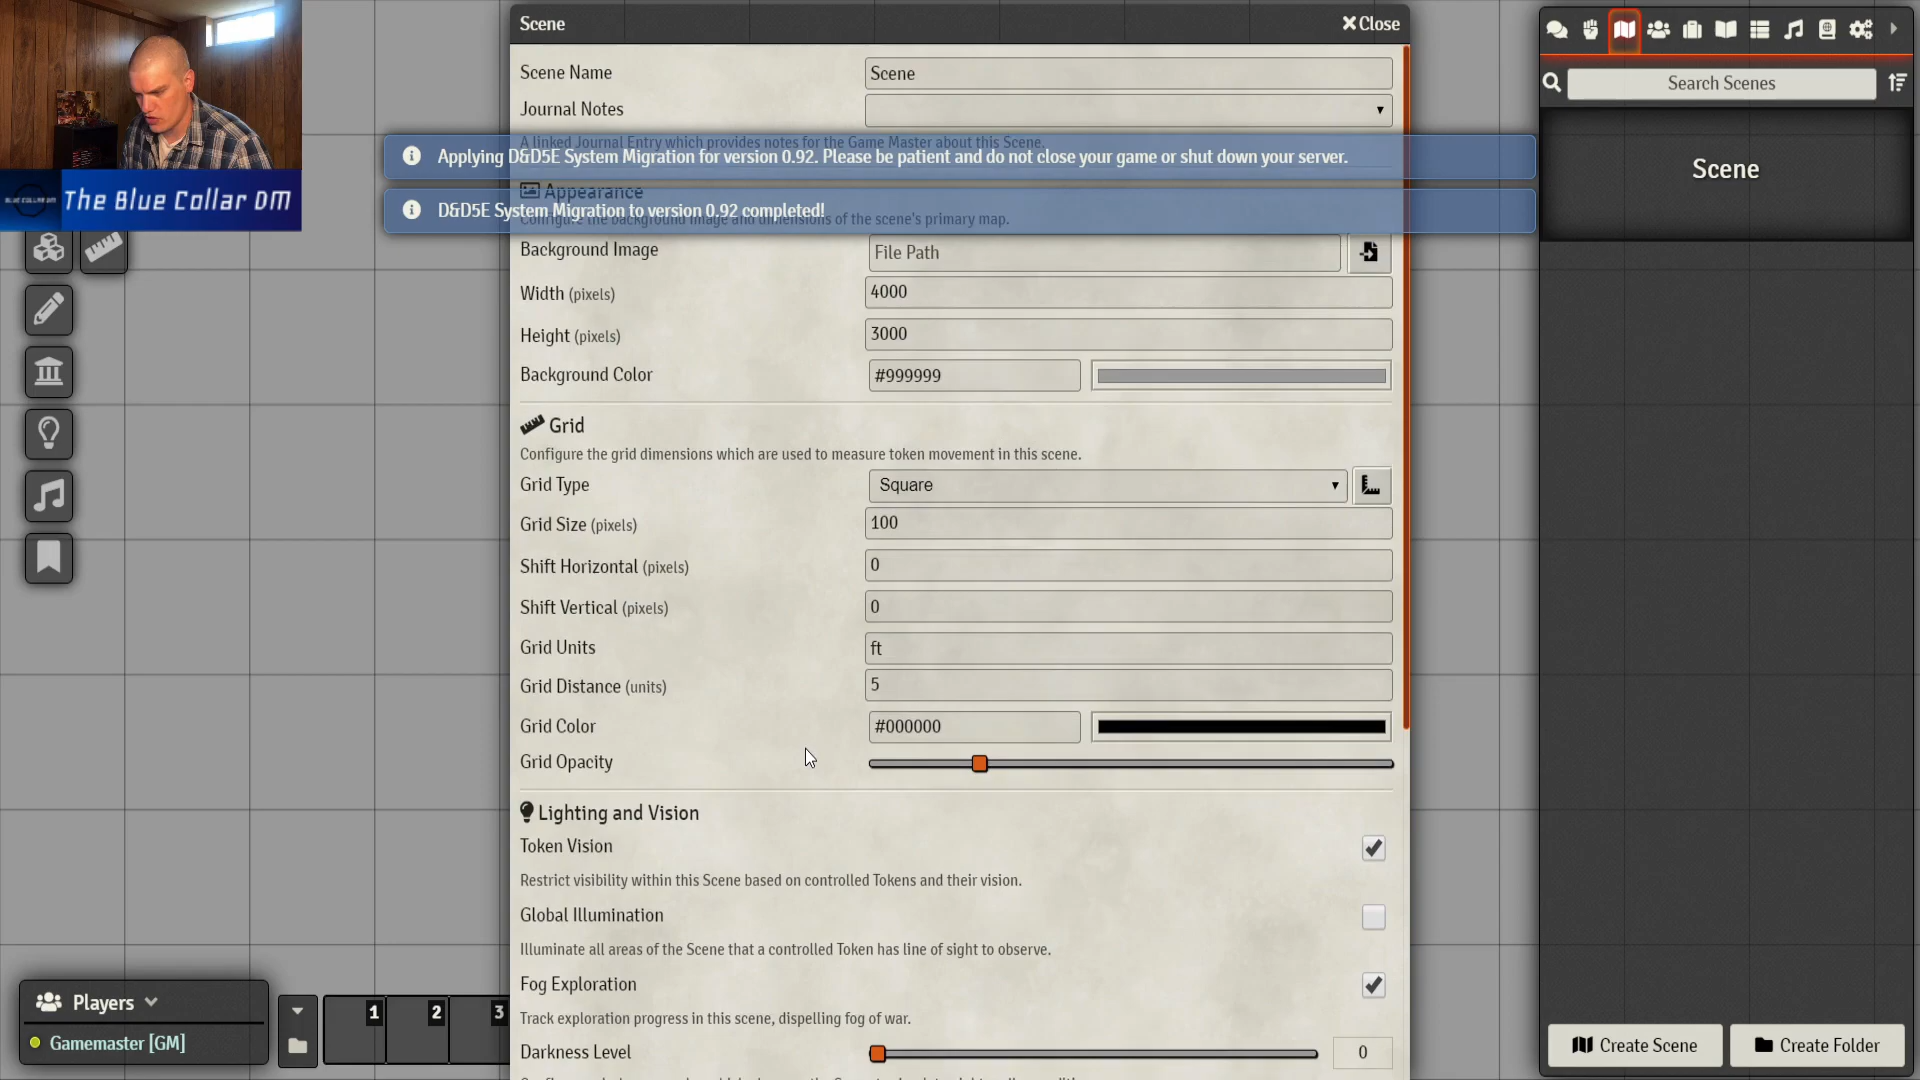 Scene
Close
Scene Name
Scene
Journal Notes
A linked Journal Entry which provides notes for the Game Master about this Scene.
Applying D&D5E System Migration for version 0.92. Please be patient and do not close your game or shut down your server.
Appearance
D&D5E System Migration to version 0.92 completed!
Configure the background image and dimensions of the scene's primary map.
Background Image
File Path
Width (pixels)
4000
Height (pixels)
3000
Background Color
#999999
Grid
Configure the grid dimensions which are used to measure token movement in this scene.
Grid Type
Square
Grid Size (pixels)
100
Shift Horizontal (pixels)
0
Shift Vertical (pixels)
0
Grid Units
ft
Grid Distance (units)
5
Grid Color
#000000
Grid Opacity
Lighting and Vision
Token Vision
Restrict visibility within this Scene based on controlled Tokens and their vision.
Global Illumination
Illuminate all areas of the Scene that a controlled Token has line of sight to observe.
Fog Exploration
Track exploration progress in this scene, dispelling fog of war.
Darkness Level
0
BLUE COLLAR DM
The Blue Collar DM
Players
Gamemaster [GM]
1
2
3
Search Scenes
Scene
Create Scene
Create Folder